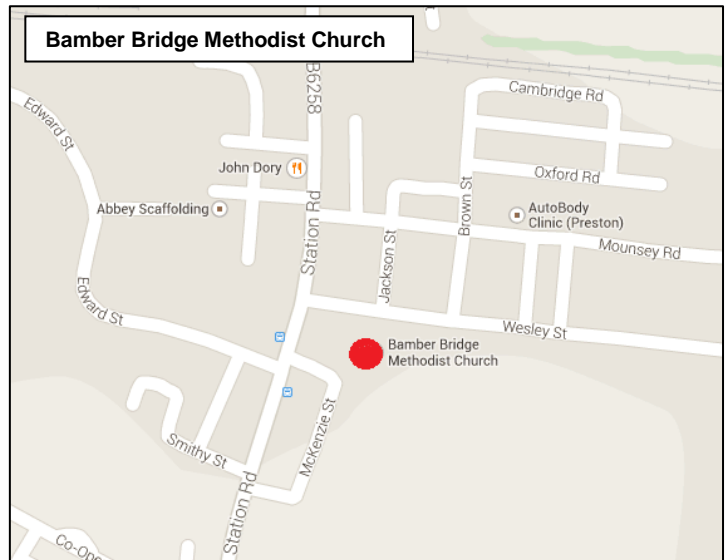 Bamber Bridge Methodist Church
B6258
Cambridge Rd
Edward St
John Dory
Oxford Rd
Abbey Scaffolding
Station Rd
Brown St
AutoBody
Clinic (Preston)
Mounsey Rd
Jackson St
Edward St
Wesley St
Bamber Bridge
Methodist Church
McKenzie St
Smithy St
Station Rd
Co-Ope